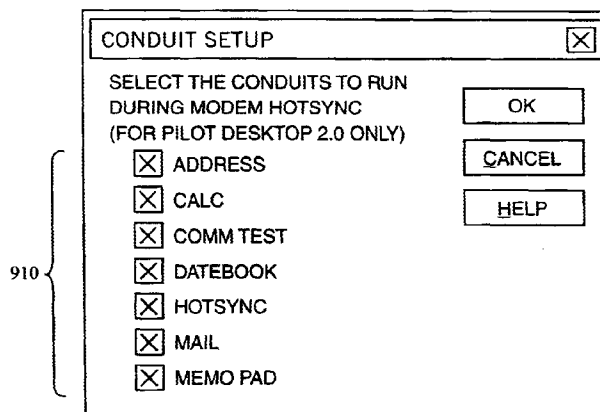 CONDUIT SETUP
SELECT THE CONDUITS TO RUN
DURING MODEM HOTSYNC
(FOR PILOT DESKTOP 2.0 ONLY)
OK
CANCEL
HELP
910
ADDRESS
CALC
COMM TEST
DATEBOOK
HOTSYNC
MAIL
MEMO PAD